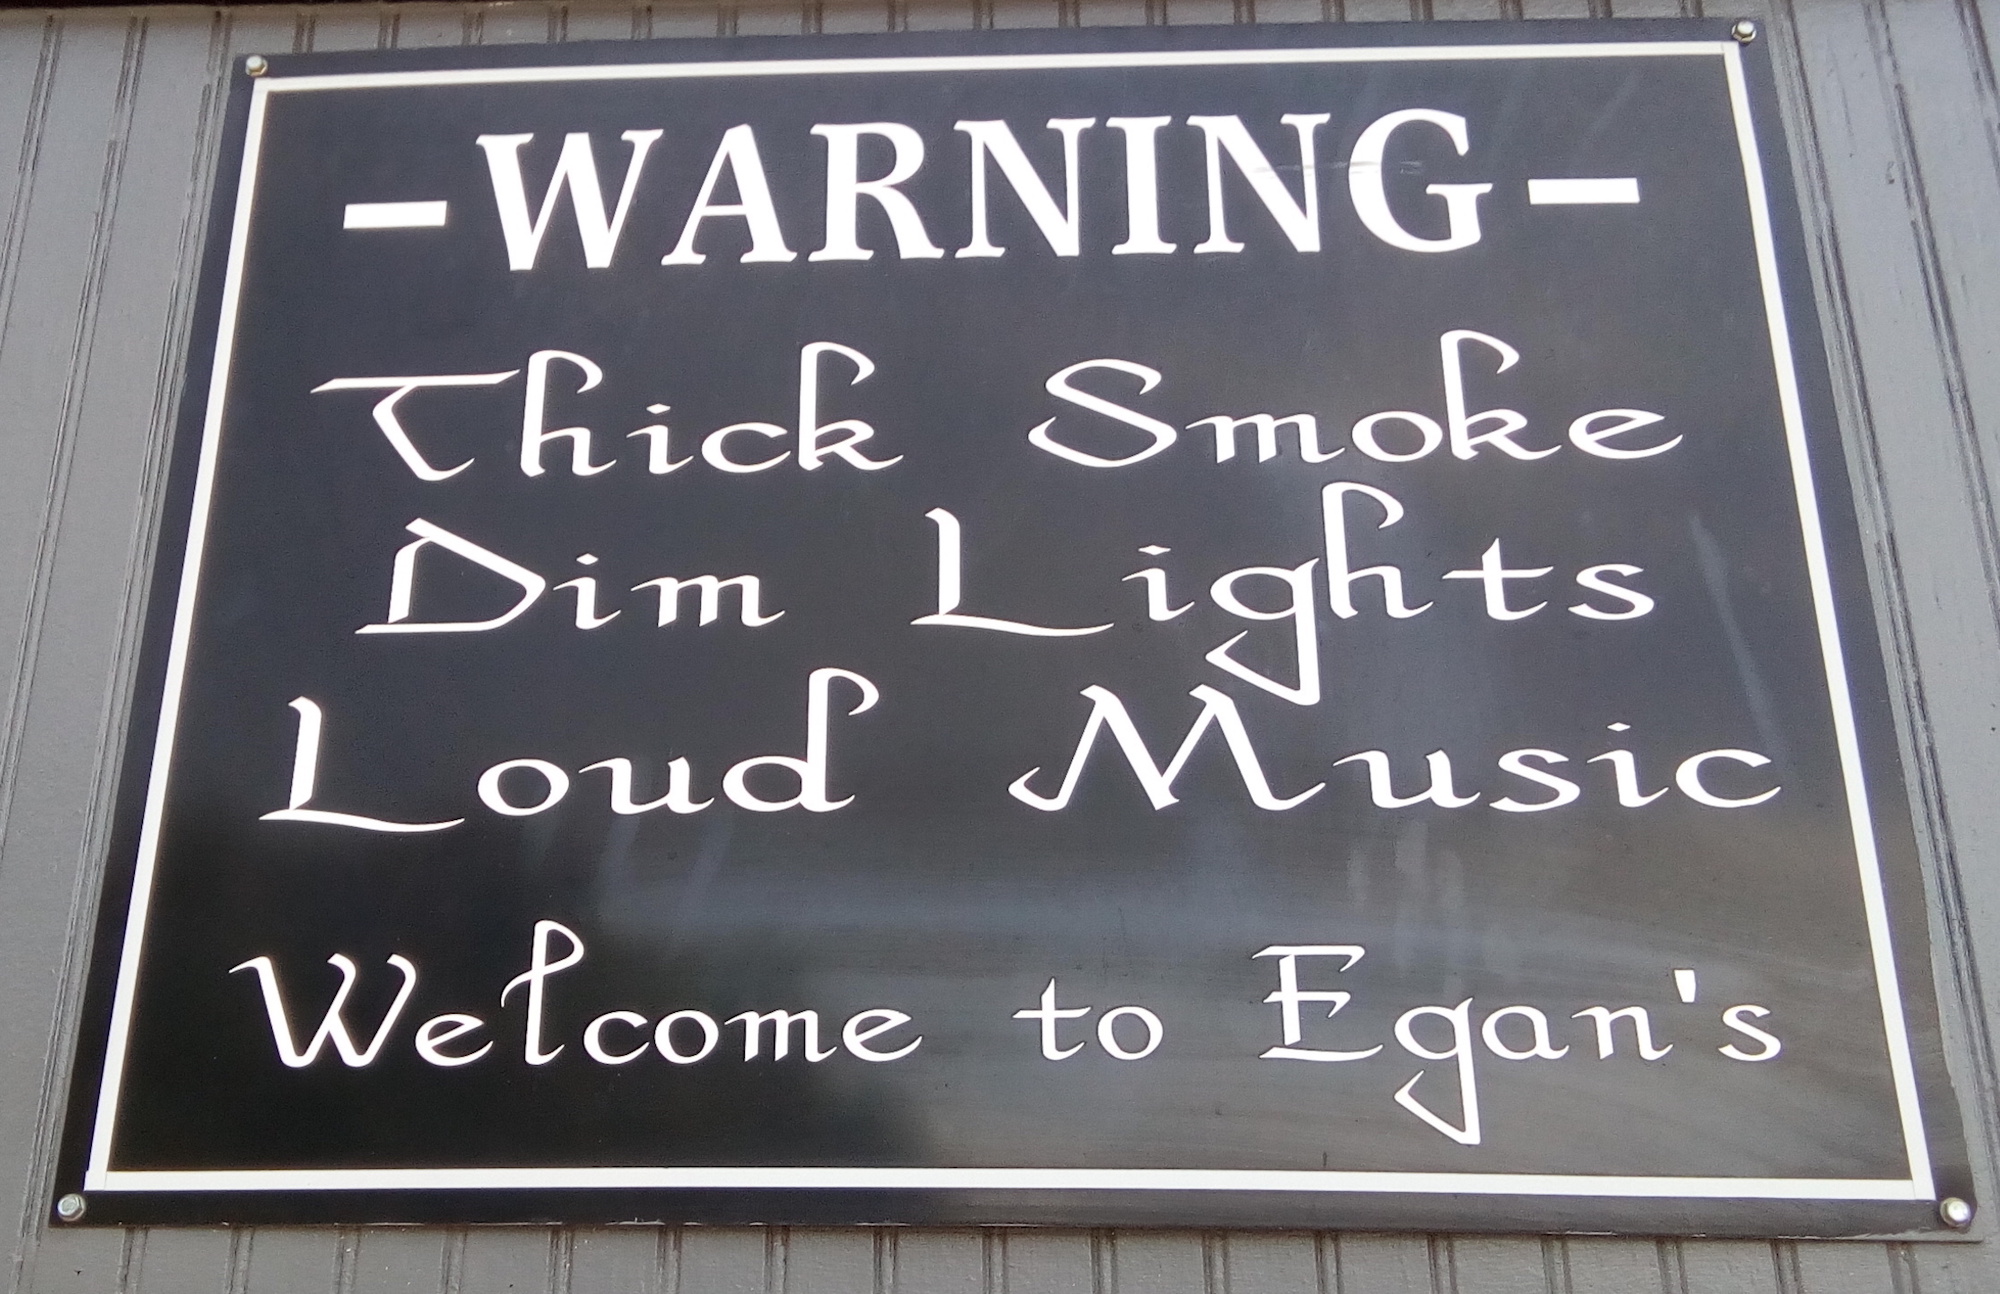 -WARNING-
Thick Smoke
Dim Lights
Loud Music
Welcome to Egan's